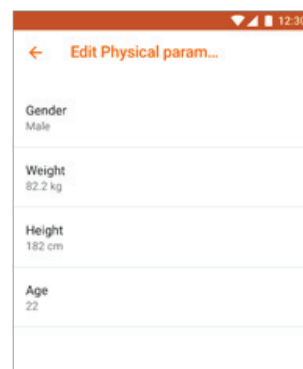 12:30
Edit Physical param...
Gender
Male
Weight
82.2 kg
Height
182 cm
Age
22